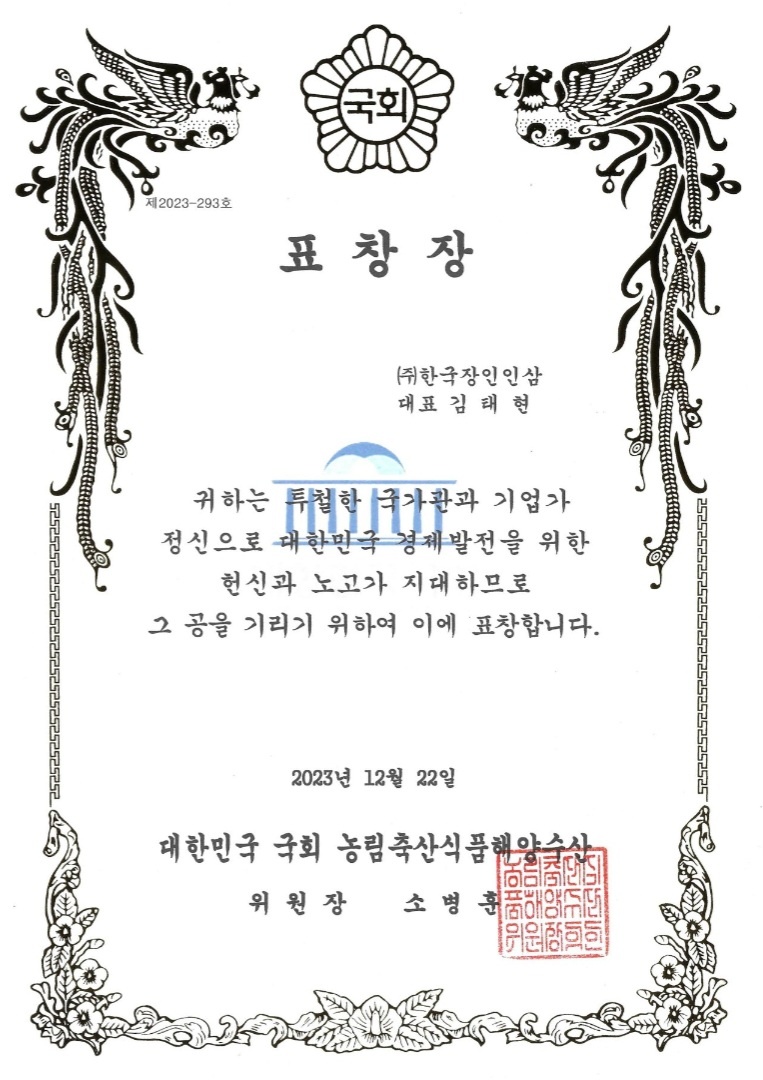 국회
제2023-293호
표 창 장
㈜한국장인인삼
대표 김 태 현
귀하는 투철한 국가관과 기업가
정신으로 대한민국 경제발전을 위한
헌신과 노고가 지대하므로
그 공을 기리기 위하여 이에 표창합니다.
2023년 12월 22일
대한민국 국회 농림축산식품해양수산
위 원 장 소 병 훈